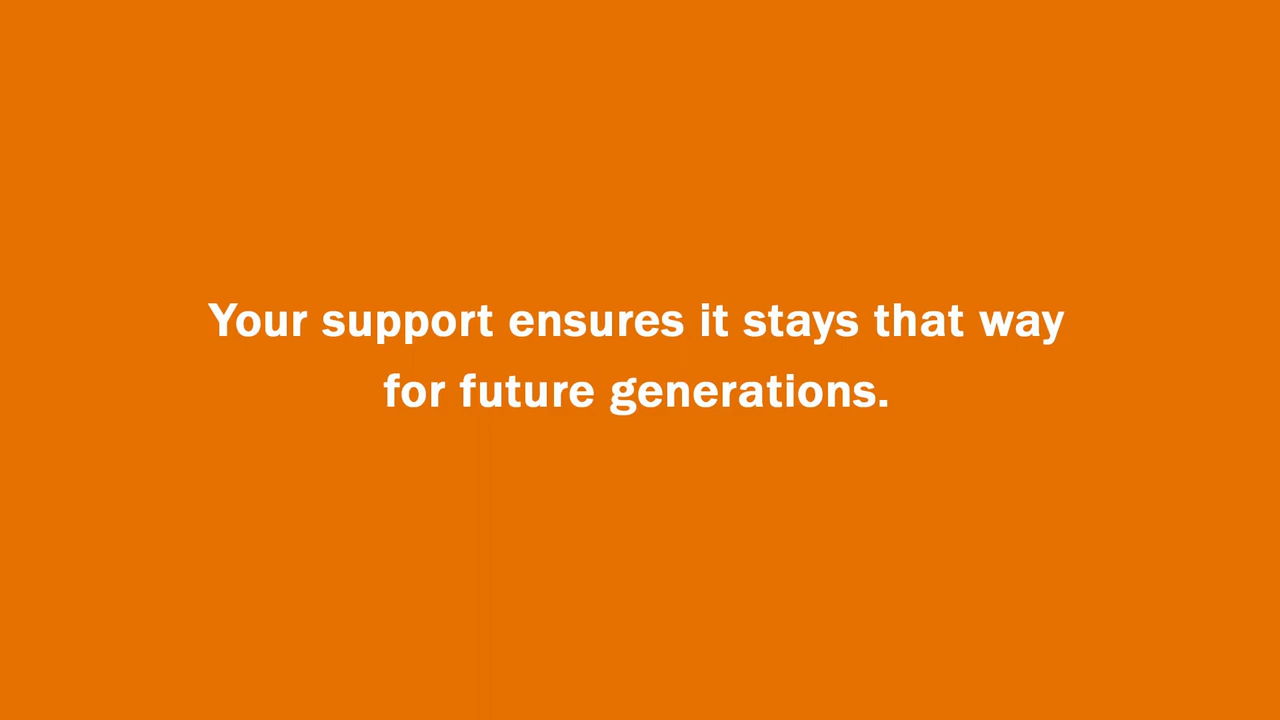 Your support ensures it stays that way
for future generations.